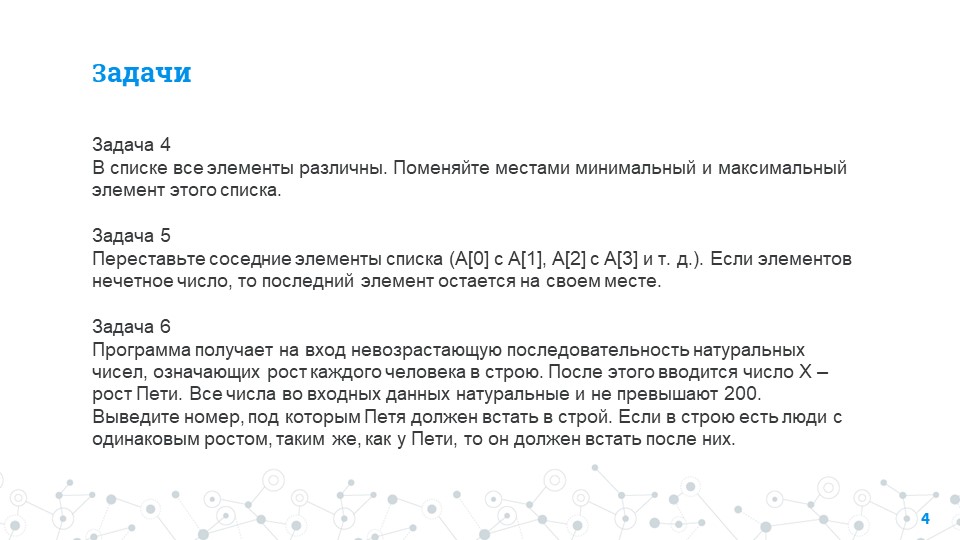 Задачи
Задача 4
В списке все элементы различны. Поменяйте местами минимальный и максимальный
элемент этого списка.
Задача 5
Переставьте соседние элементы списка (A[0] c A[1], A[2] c A[3] и т. д.). Если элементов
нечетное число, то последний элемент остается на своем месте.
Задача 6
Программа получает на вход невозрастающую последовательность натуральных
чисел, означающих рост каждого человека в строю. После этого вводится число X –
рост Пети. Все числа во входных данных натуральные и не превышают 200.
Выведите номер, под которым Петя должен встать в строй. Если в строю есть люди с
одинаковым ростом, таким же, как у Пети, то он должен встать после них.
4